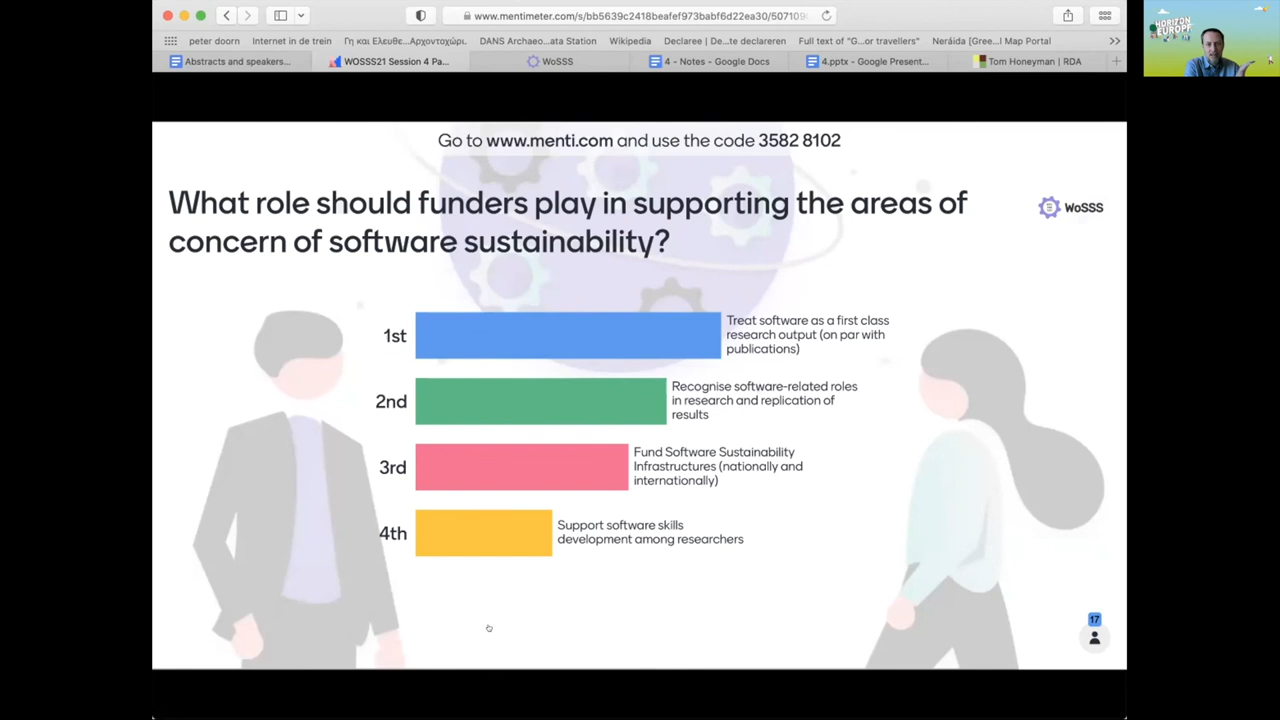 www.mentimeter.com/s/bb5639c2418beafef973babf6d22ea30/507109
peter doorn
Internet in de trein
Γη και Ελευθε...Αρχοντοχώρι.
DANS Archaeo...ata Station
Wikipedia
Declaree | De...te declareren
Full text of "G...or travellers"
Neráida [Gree...l Map Portal
Abstracts and speakers...
WOSSS21 Session 4 Pa...
WoSSS
4 - Notes - Google Docs
4.pptx - Google Present...
Tom Honeyman | RDA
HORIZON
EUROPE
Go to www.menti.com and use the code 3582 8102
What role should funders play in supporting the areas of
concern of software sustainability?
WoSSS
1st
Treat software as a first class
research output (on par with
publications)
2nd
Recognise software-related roles
in research and replication of
results
3rd
Fund Software Sustainability
Infrastructures (nationally and
internationally)
4th
Support software skills
development among researchers
17